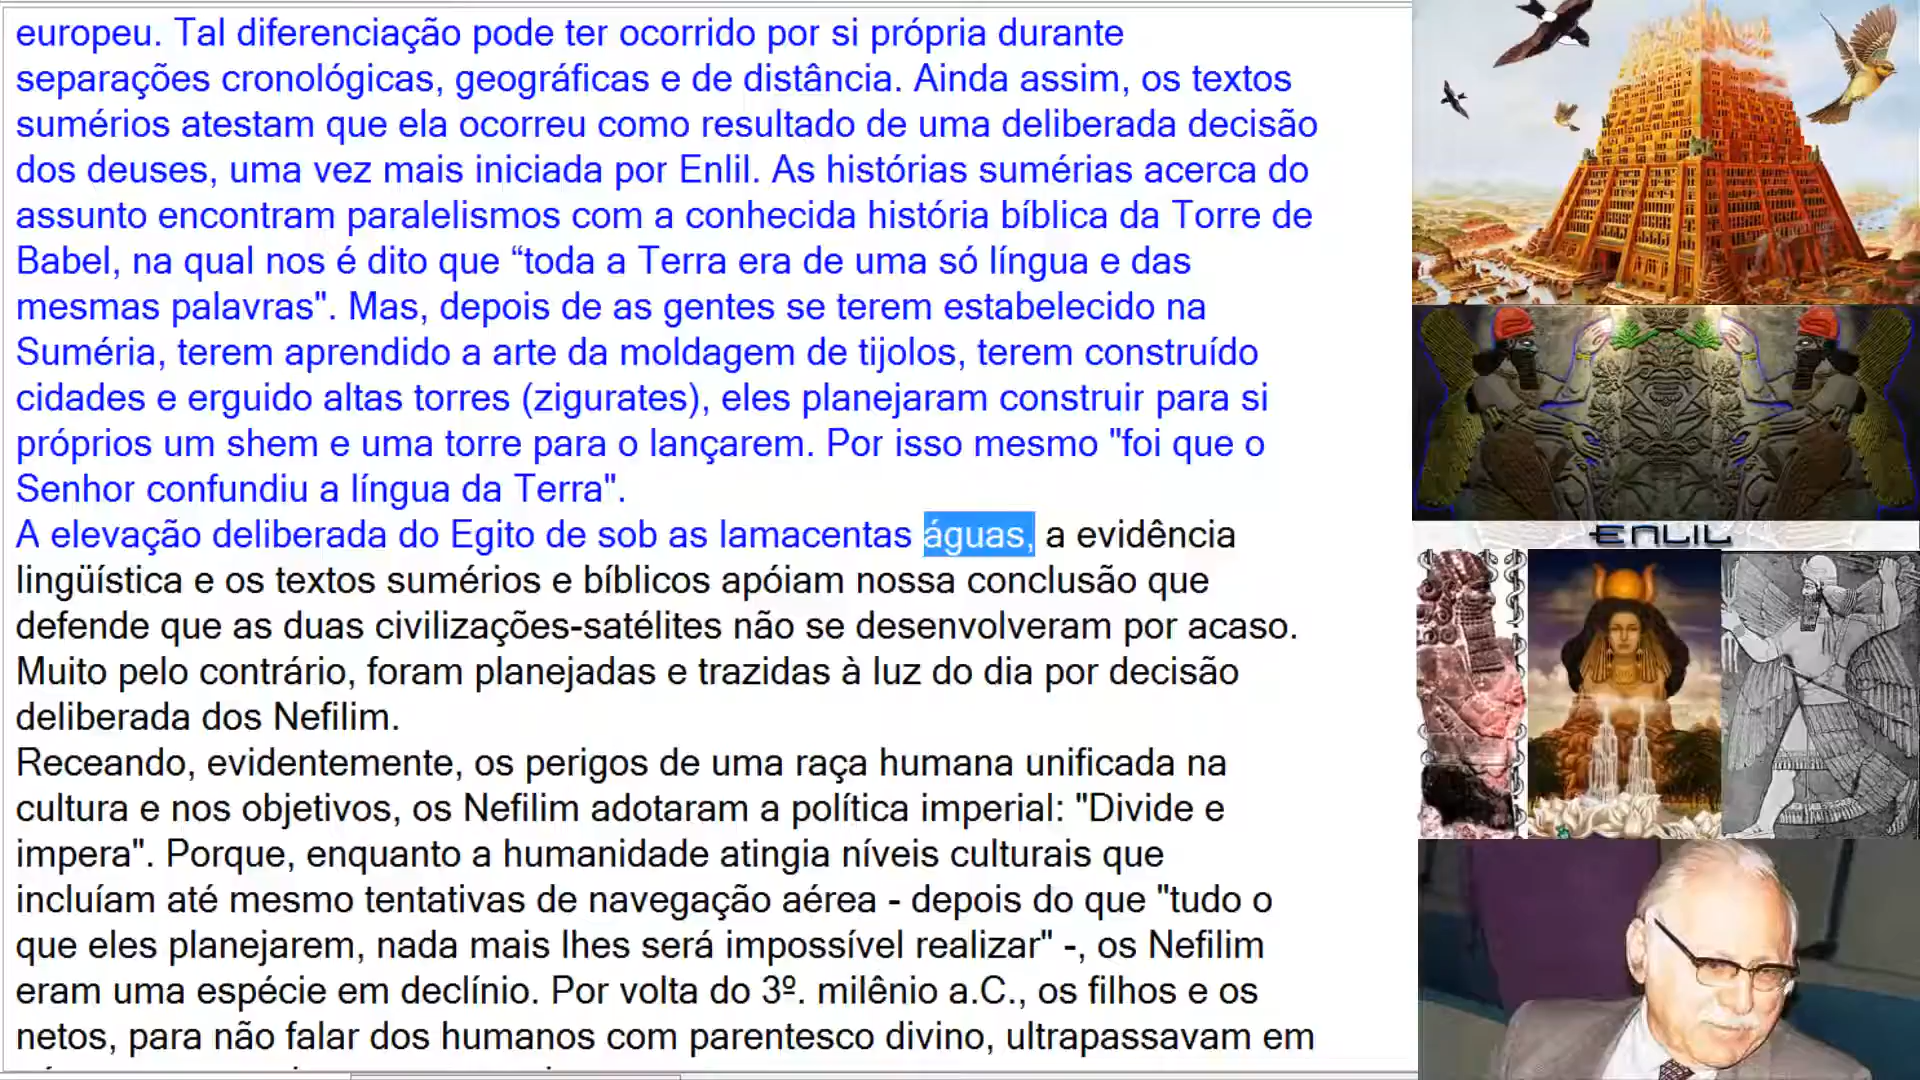 europeu. Tal diferenciação pode ter ocorrido por si própria durante
separações cronológicas, geográficas e de distância. Ainda assim, os textos
sumérios atestam que ela ocorreu como resultado de uma deliberada decisão
dos deuses, uma vez mais iniciada por Enlil. As histórias sumérias acerca do
assunto encontram paralelismos com a conhecida história bíblica da Torre de
Babel, na qual nos é dito que “toda a Terra era de uma só língua e das
mesmas palavras". Mas, depois de as gentes se terem estabelecido na
Suméria, terem aprendido a arte da moldagem de tijolos, terem construído
cidades e erguido altas torres (zigurates), eles planejaram construir para si
próprios um shem e uma torre para o lançarem. Por isso mesmo "foi que o
Senhor confundiu a língua da Terra".
A elevação deliberada do Egito de sob as lamacentas águas, a evidência
lingüística e os textos sumérios e bíblicos apóiam nossa conclusão que
defende que as duas civilizações-satélites não se desenvolveram por acaso.
Muito pelo contrário, foram planejadas e trazidas à luz do dia por decisão
deliberada dos Nefilim.
Receando, evidentemente, os perigos de uma raça humana unificada na
cultura e nos objetivos, os Nefilim adotaram a política imperial: "Divide e
impera". Porque, enquanto a humanidade atingia níveis culturais que
incluíam até mesmo tentativas de navegação aérea - depois do que "tudo o
que eles planejarem, nada mais lhes será impossível realizar" -, os Nefilim
eram uma espécie em declínio. Por volta do 3º. milênio a.C., os filhos e os
netos, para não falar dos humanos com parentesco divino, ultrapassavam em
ENLIL